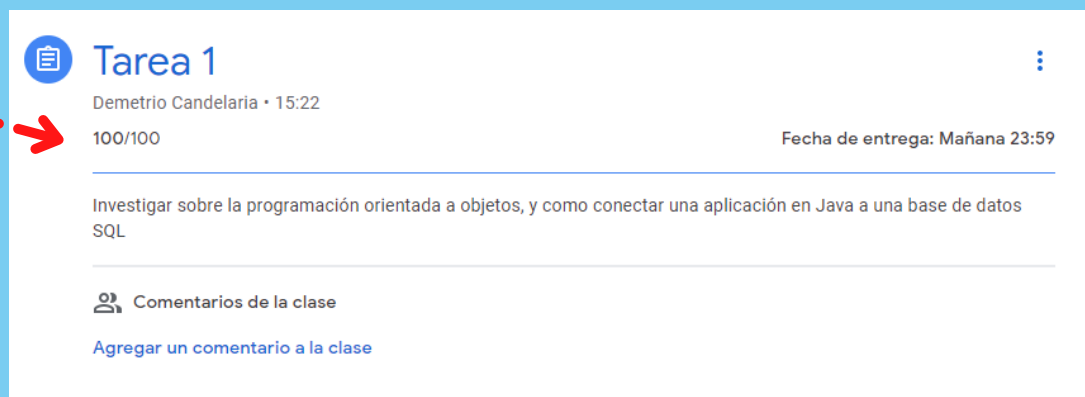 Tarea 1
Demetrio Candelaria • 15:22
100/100
Fecha de entrega: Mañana 23:59
Investigar sobre la programación orientada a objetos, y como conectar una aplicación en Java a una base de datos
SQL
Comentarios de la clase
Agregar un comentario a la clase